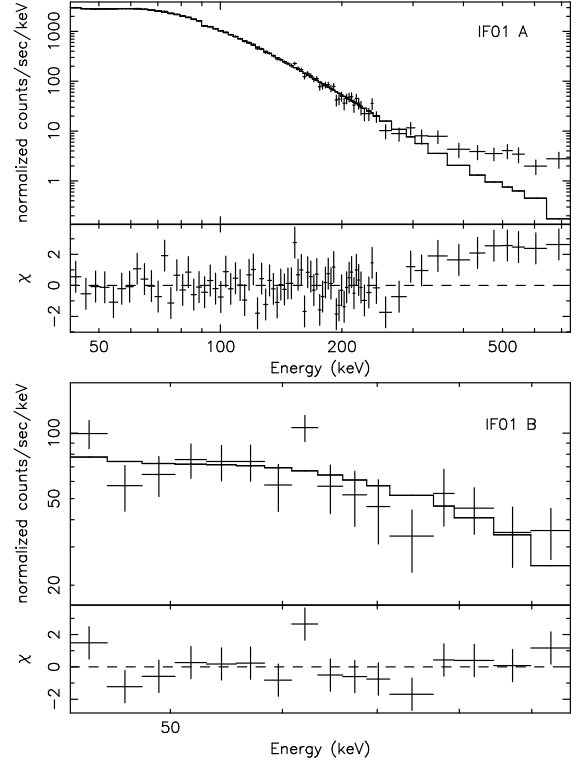 normalized counts/sec/keV
1000
100
10
1
IF01 A
χ
2
0
−2
50
100
200
500
Energy (keV)
normalized counts/sec/keV
100
50
20
IF01 B
χ
2
0
−2
50
Energy (keV)